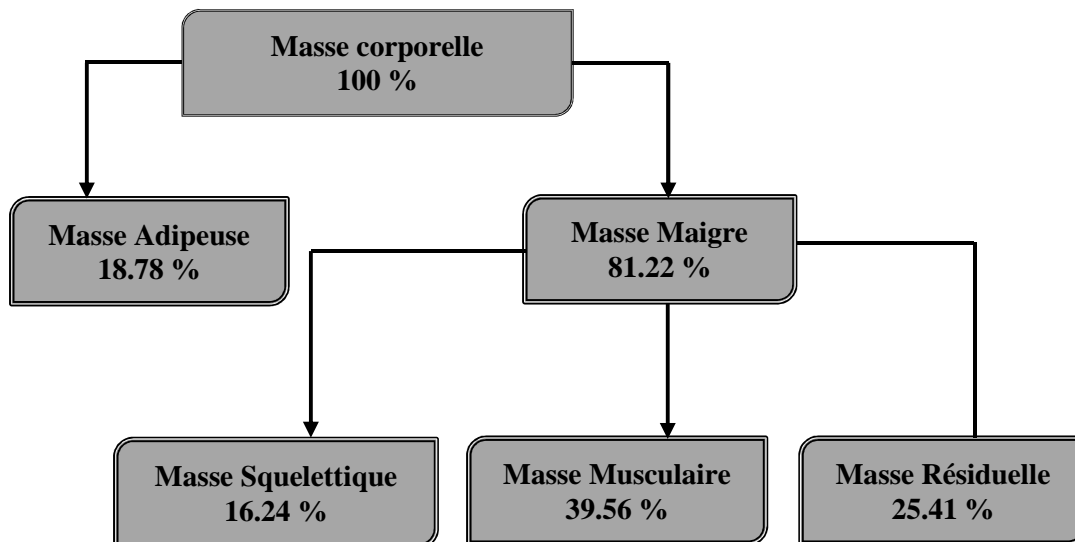 Masse corporelle
100 %
Masse Adipeuse
18.78 %
Masse Maigre
81.22 %
Masse Squelettique
16.24 %
Masse Musculaire
39.56 %
Masse Résiduelle
25.41 %